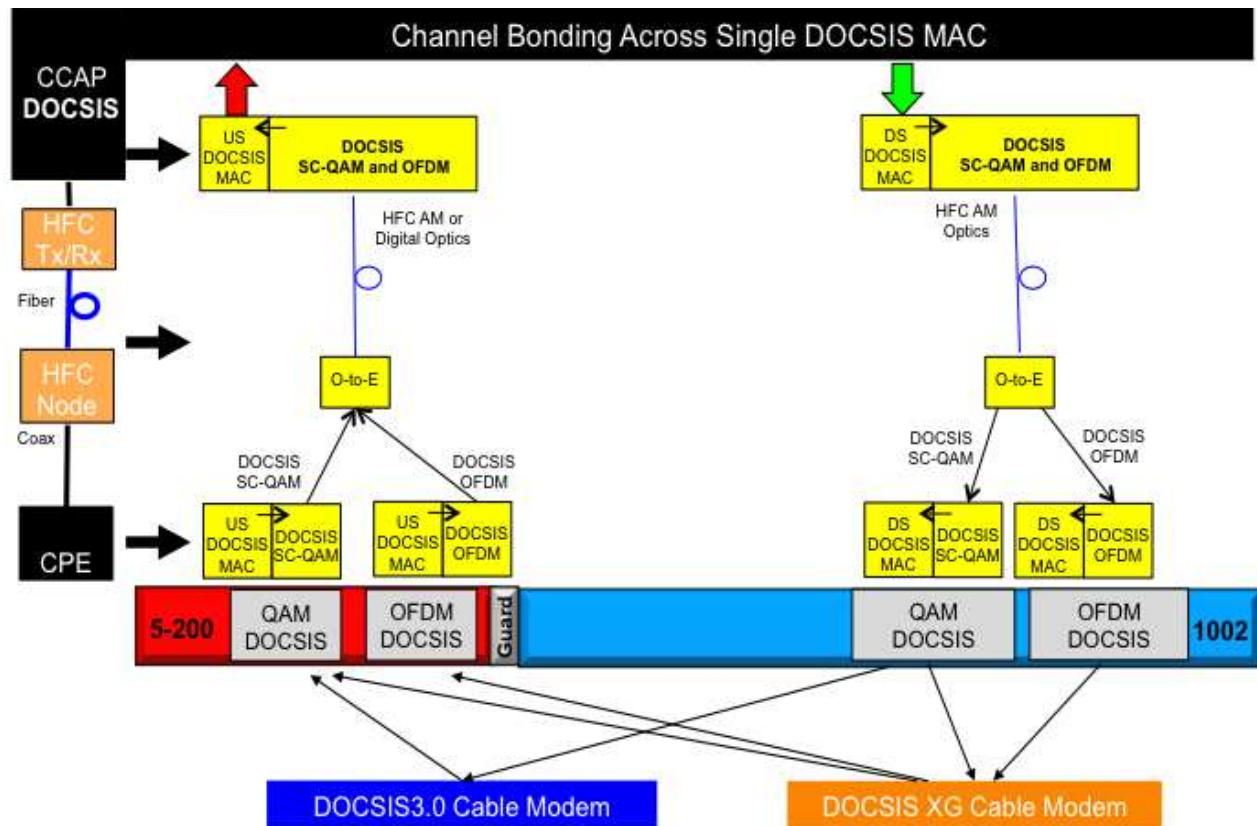 Channel Bonding Across Single DOCSIS MAC
CCAP
DOCSIS
US
DOCSIS
MAC
DOCSIS
SC-QAM and OFDM
DS
DOCSIS
MAC
DOCSIS
SC-QAM and OFDM
HFC
Tx/Rx
HFC AM or
Digital Optics
HFC AM
Optics
Fiber
HFC
Node
O-to-E
O-to-E
Coax
DOCSIS
SC-QAM
DOCSIS
OFDM
DOCSIS
SC-QAM
DOCSIS
OFDM
CPE
US
DOCSIS
MAC
DOCSIS
SC-QAM
US
DOCSIS
MAC
DOCSIS
OFDM
DS
DOCSIS
MAC
DOCSIS
SC-QAM
DS
DOCSIS
MAC
DOCSIS
OFDM
5-200
QAM
DOCSIS
OFDM
DOCSIS
Guard
QAM
DOCSIS
OFDM
DOCSIS
1002
DOCSIS3.0 Cable Modem
DOCSIS XG Cable Modem